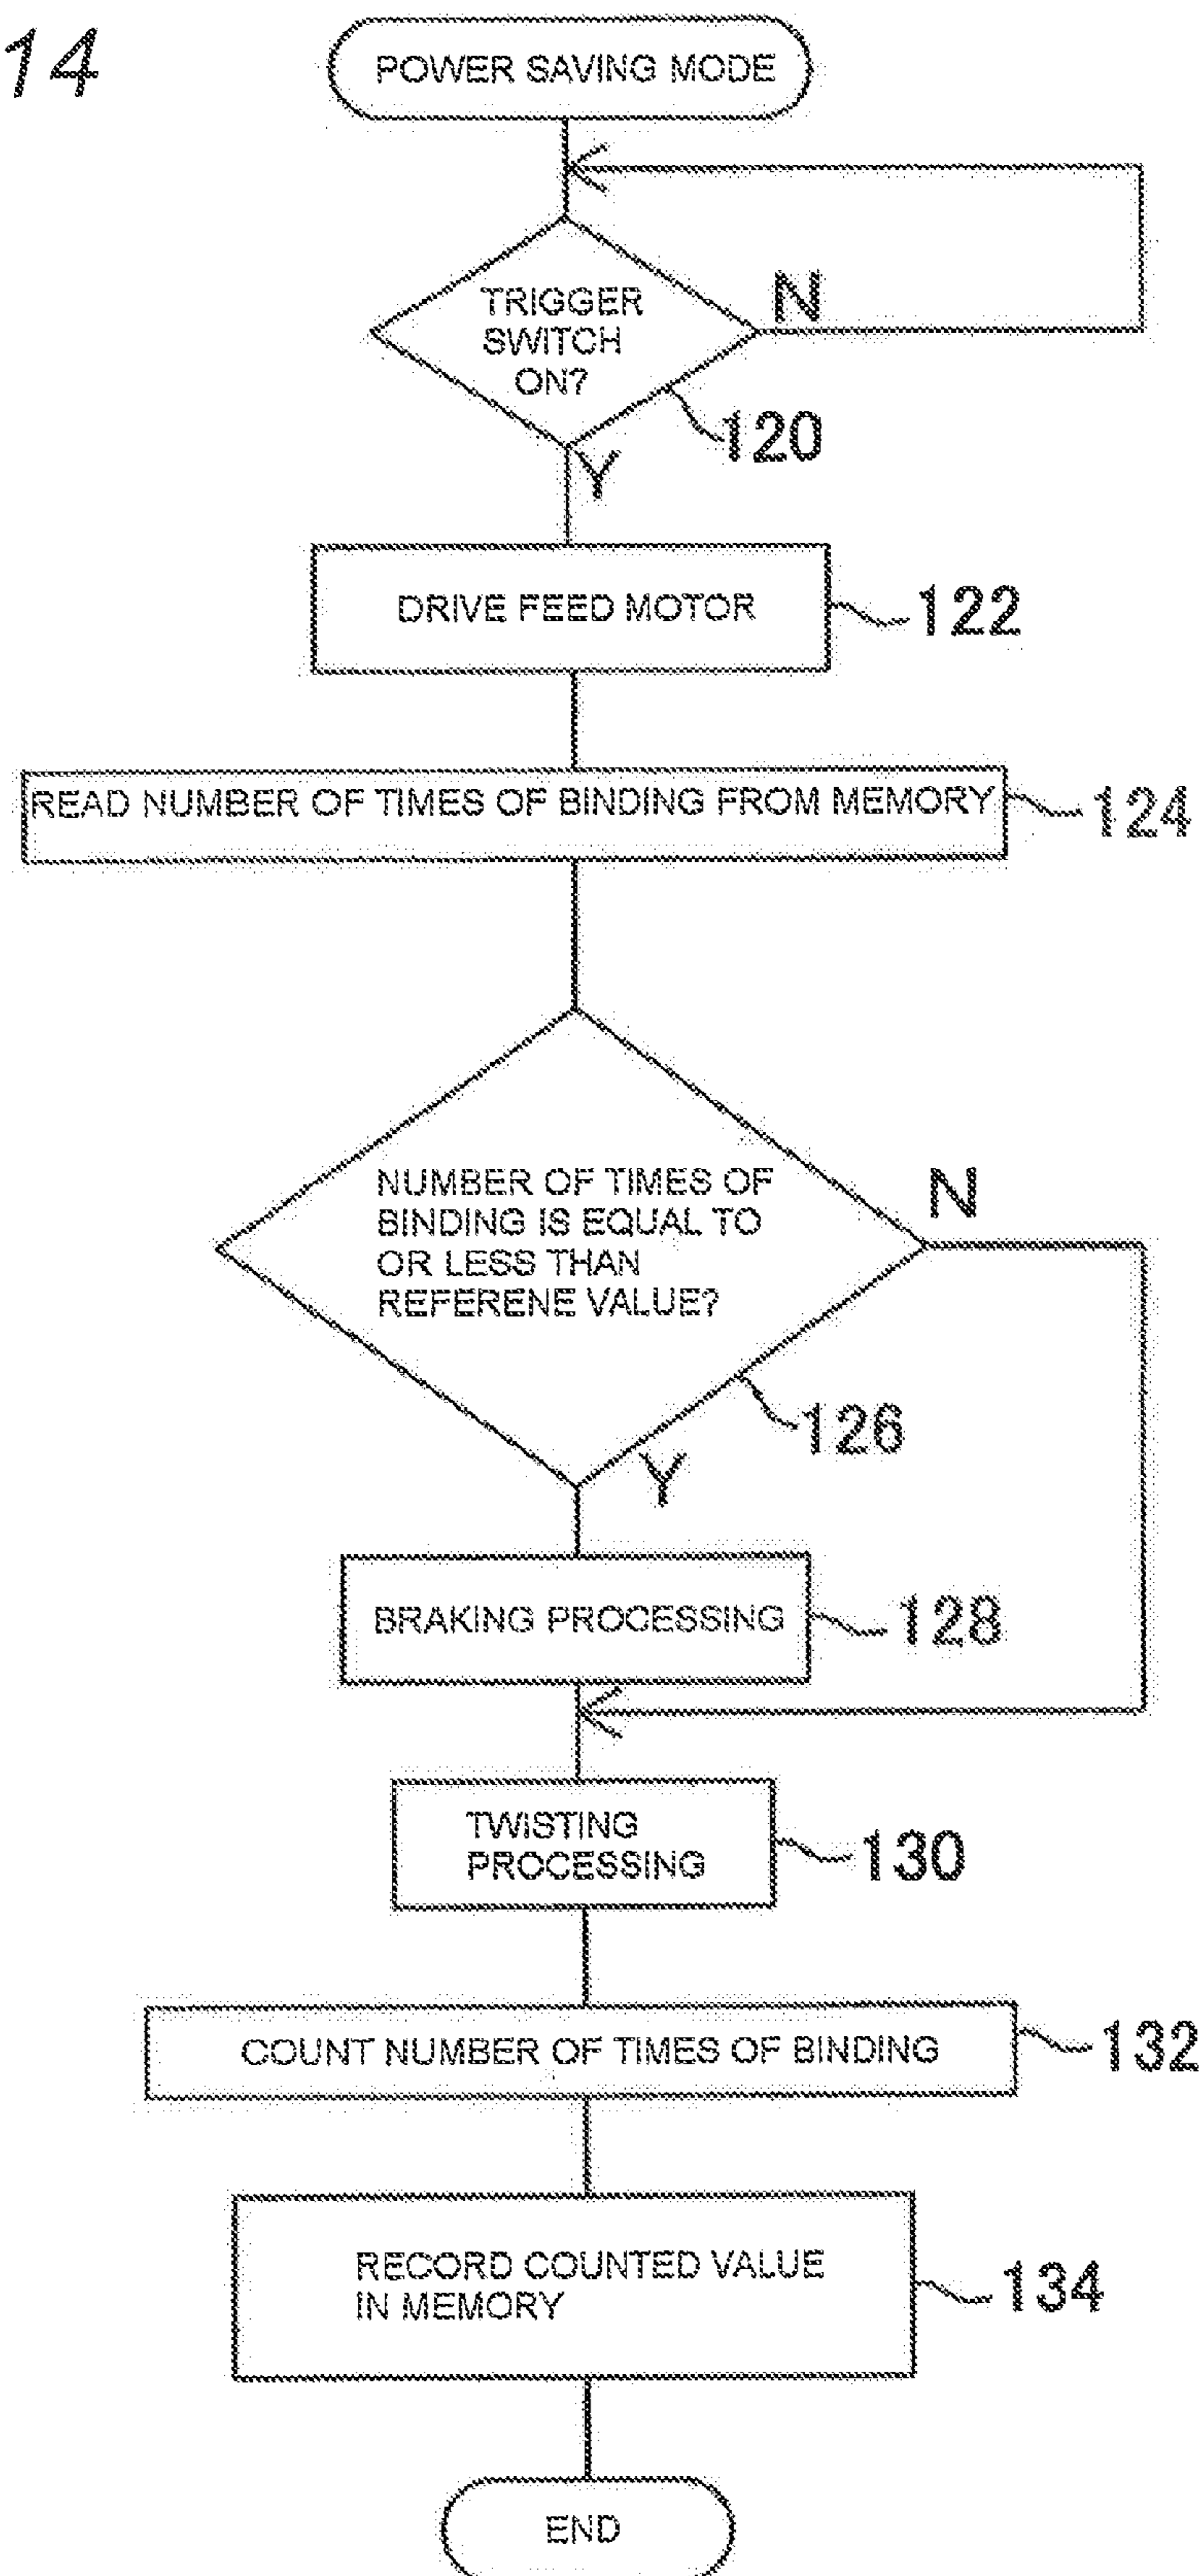 14
POWER SAVING MODE
TRIGGER
SWITCH
ON?
N
120
Y
DRIVE FEED MOTOR
122
READ NUMBER OF TIMES OF BINDING FROM MEMORY
124
NUMBER OF TIMES OF
BINDING IS EQUAL TO
OR LESS THAN
REFERENE VALUE?
N
126
Y
BRAKING PROCESSING
128
TWISTING
PROCESSING
130
COUNT NUMBER OF TIMES OF BINDING
132
RECORD COUNTED VALUE
IN MEMORY
134
END